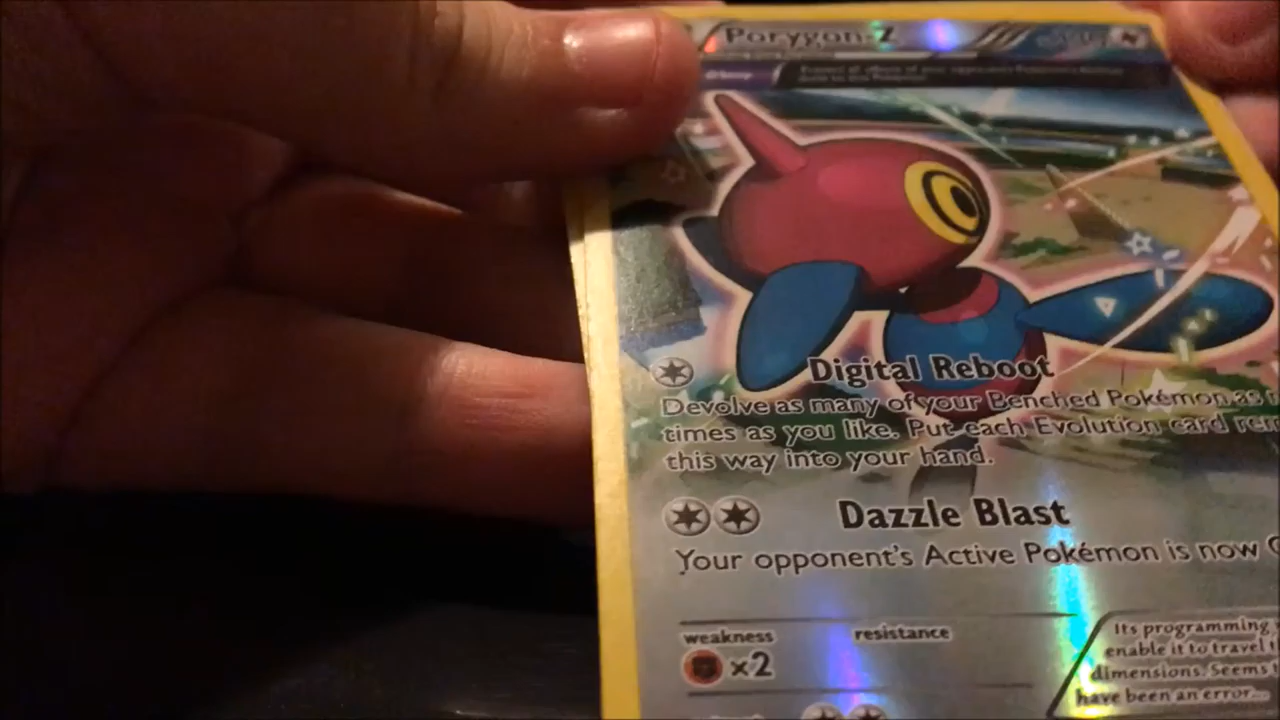 Porygon-Z
Digital Reboot
Devolve as many of your Benched Pokémon as
times as you like. Put each Evolution card rem
this way into your hand.
Dazzle Blast
Your opponent's Active Pokémon is now
weakness
resistance
×2
Its programming
enable it to travel
dimensions. Seems
have been an error...